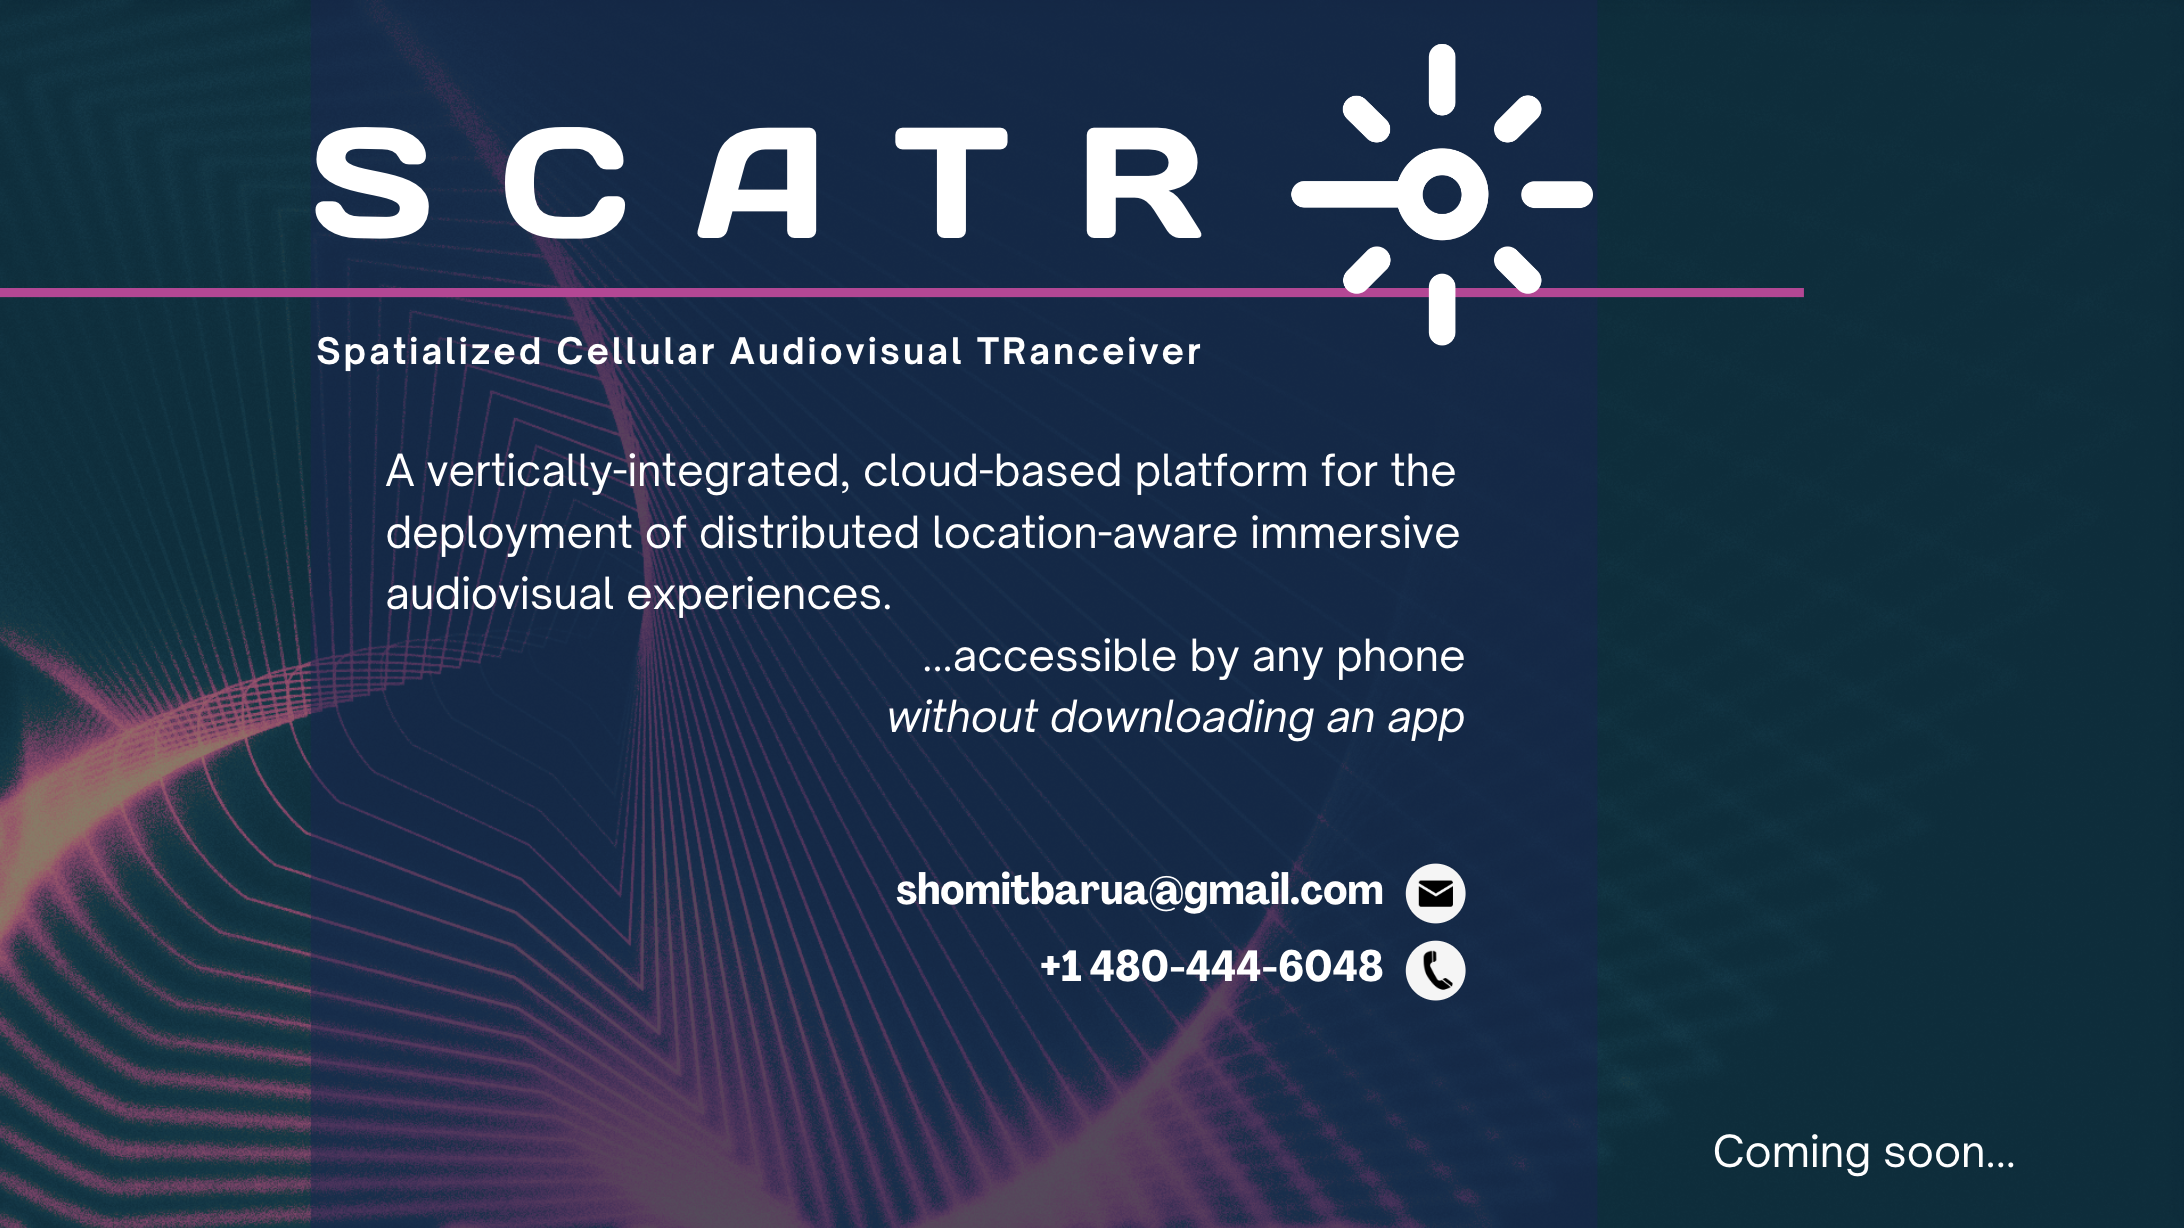 SCATR
Spatialized Cellular Audiovisual TRanceiver
A vertically-integrated, cloud-based platform for the
deployment of distributed location-aware immersive
audiovisual experiences.
...accessible by any phone
without downloading an app
shomitbarua@gmail.com
+1 480-444-6048
Coming soon...